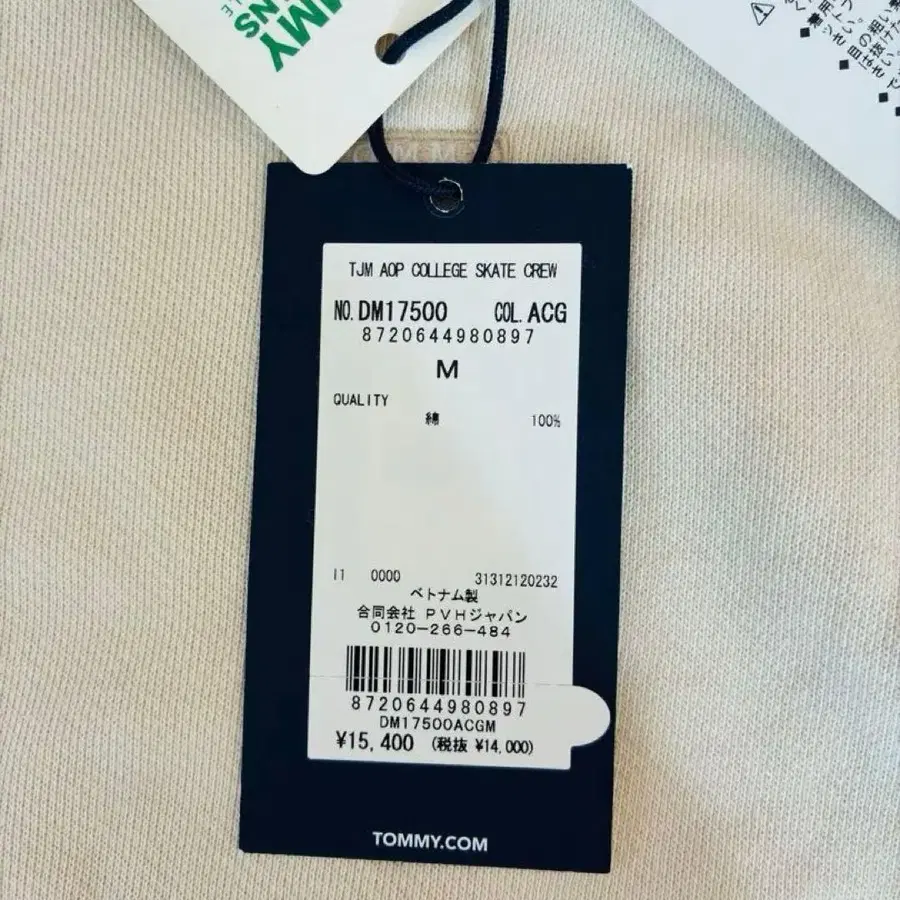 TJM AOP COLLEGE SKATE CREW
NO. DM17500 COL. ACG
8720644980897
M
QUALITY
綿 100%
I1 0000 31312120232
ベトナム製
合同会社 PVHジャパン
0120-266-484
8720644980897
DM17500ACGM
¥15,400 (税抜 ¥14,000)
TOMMY.COM